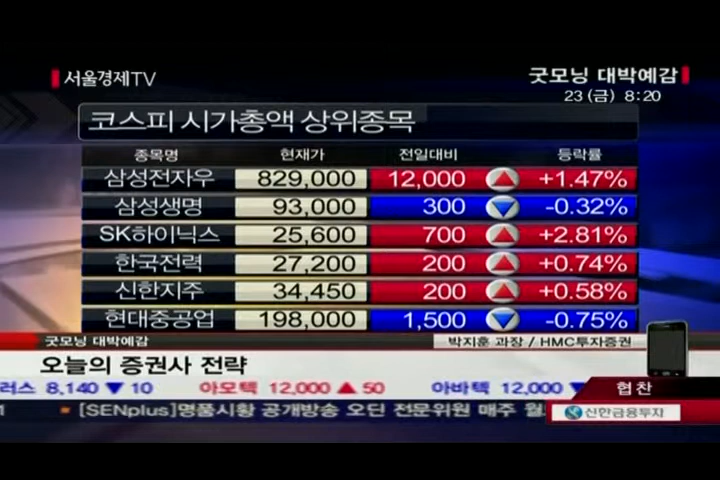 서울경제TV
굿모닝 대박예감
23(금) 8:20
코스피 시가총액 상위종목
종목명 현재가 전일대비 등락률
삼성전자우 829,000 12,000 ▲ +1.47%
삼성생명 93,000 300 ▼ -0.32%
SK하이닉스 25,600 700 ▲ +2.81%
한국전력 27,200 200 ▲ +0.74%
신한지주 34,450 200 ▲ +0.58%
현대중공업 198,000 1,500 ▼ -0.75%
굿모닝 대박예감
박지훈 과장 / HMC투자증권
오늘의 증권사 전략
러스 8,140 ▼ 10 아모텍 12,000 ▲ 50 아바텍 12,000 ▼
협찬
[SENplus]명품시황 공개방송 오딘 전문위원 매주 월
신한금융투자